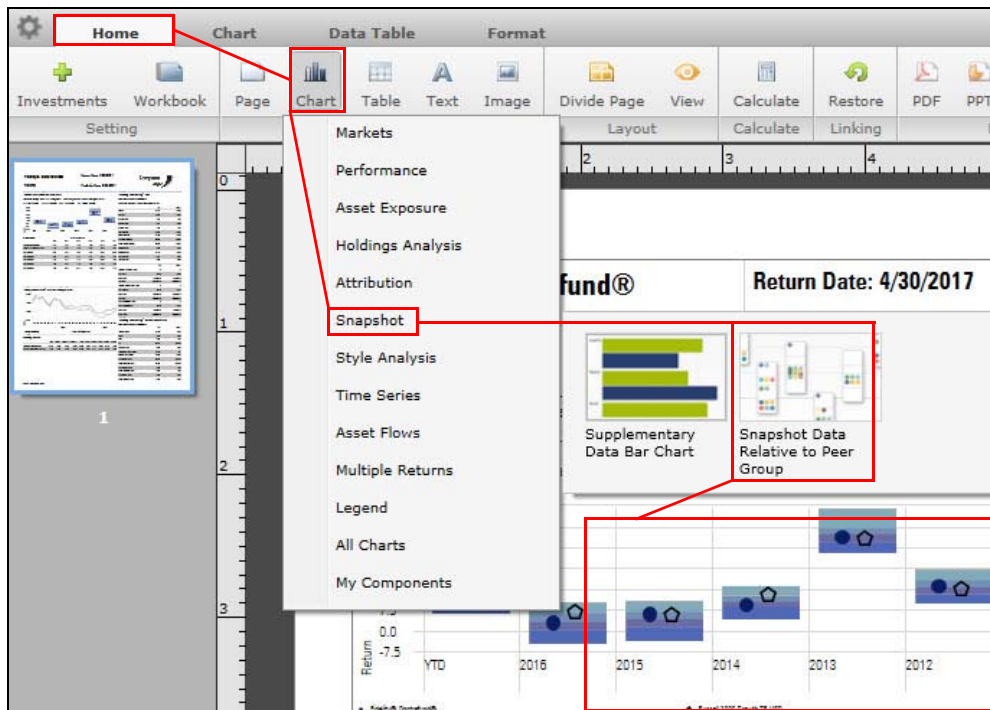 Home Chart Data Table Format
Investments Workbook Page Chart Table Text Image Divide Page View Calculate Restore PDF PPT
Setting Layout Calculate Linking
Markets
Performance
Asset Exposure
Holdings Analysis
Attribution
Snapshot
Style Analysis
Time Series
Asset Flows
Multiple Returns
Legend
All Charts
My Components
2 3 4
0
1
2
3
1
fund® Return Date: 4/30/2017
Supplementary
Data Bar Chart
Snapshot Data
Relative to Peer
Group
0.0
-7.5
Return
YTD 2016 2015 2014 2013 2012